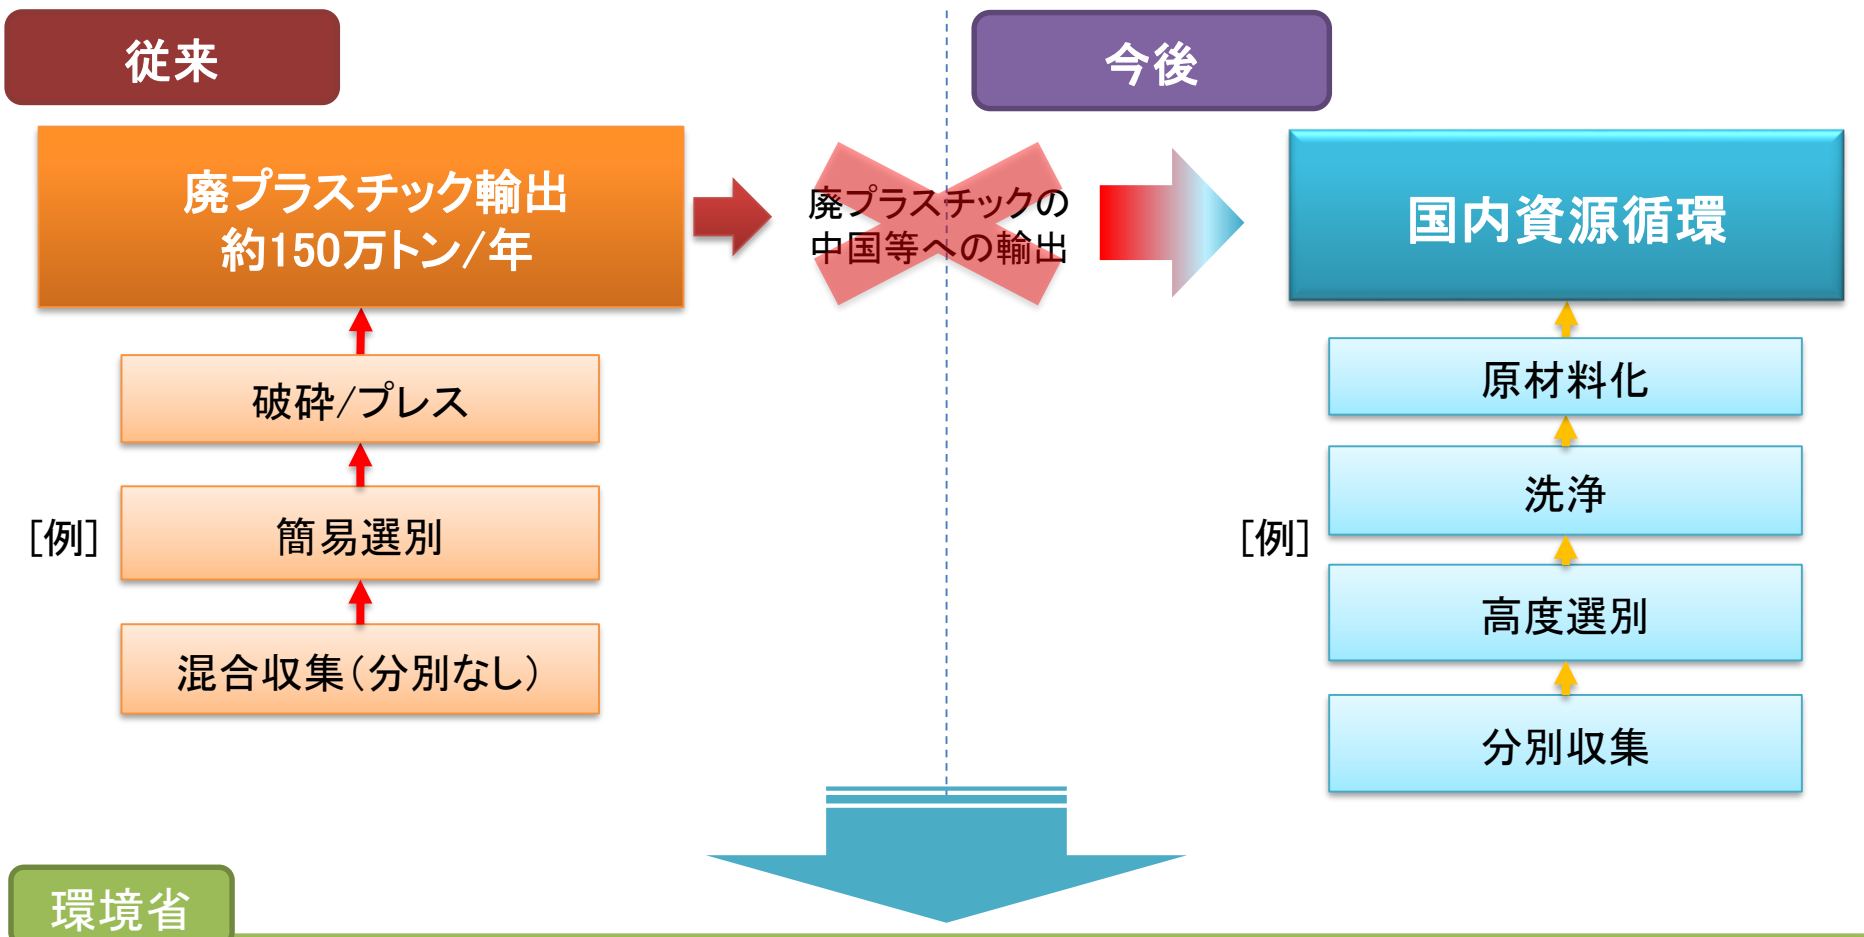 従来
今後
廃プラスチック輸出
約150万トン/年
廃プラスチックの
中国等への輸出
国内資源循環
破砕/プレス
簡易選別
混合収集（分別なし）
[例]
原材料化
洗浄
高度選別
分別収集
[例]
環境省